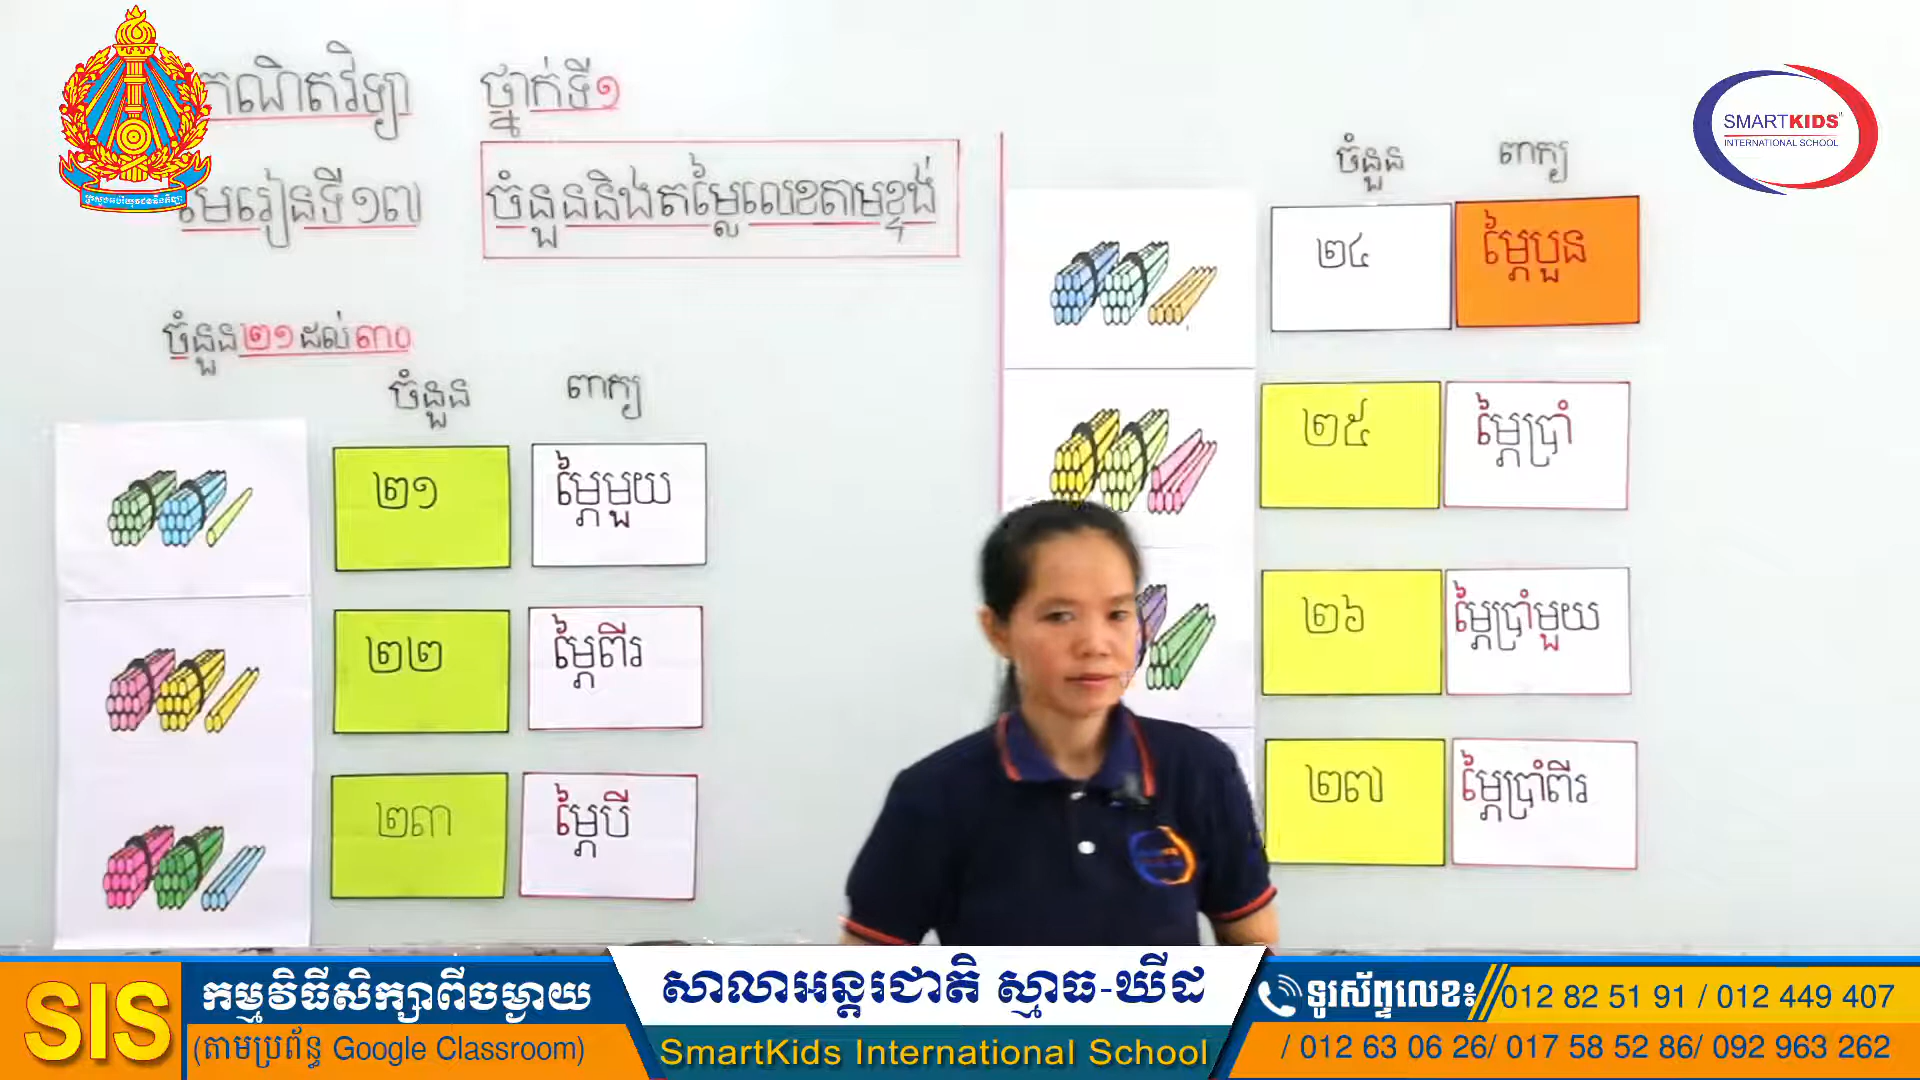 គណិតវិទ្យា ថ្នាក់ទី១
មេរៀនទី១៧ ចំនួននិងតម្លៃលេខតាមខ្ទង់
ចំនួន២១ដល់៣០
ចំនួន ពាក្យ
២១ ម្ភៃមួយ
២២ ម្ភៃពីរ
២៣ ម្ភៃបី
ចំនួន ពាក្យ
២៤ ម្ភៃបួន
២៥ ម្ភៃប្រាំ
២៦ ម្ភៃប្រាំមួយ
២៧ ម្ភៃប្រាំពីរ
SMARTKIDS
INTERNATIONAL SCHOOL
SIS
កម្មវិធីសិក្សាពីចម្ងាយ
(តាមប្រព័ន្ធ Google Classroom)
សាលាអន្តរជាតិ ស្មាធ-ឃីដ
SmartKids International School
ទូរស័ព្ទលេខ៖ 012 82 51 91 / 012 449 407
/ 012 63 06 26/ 017 58 52 86/ 092 963 262